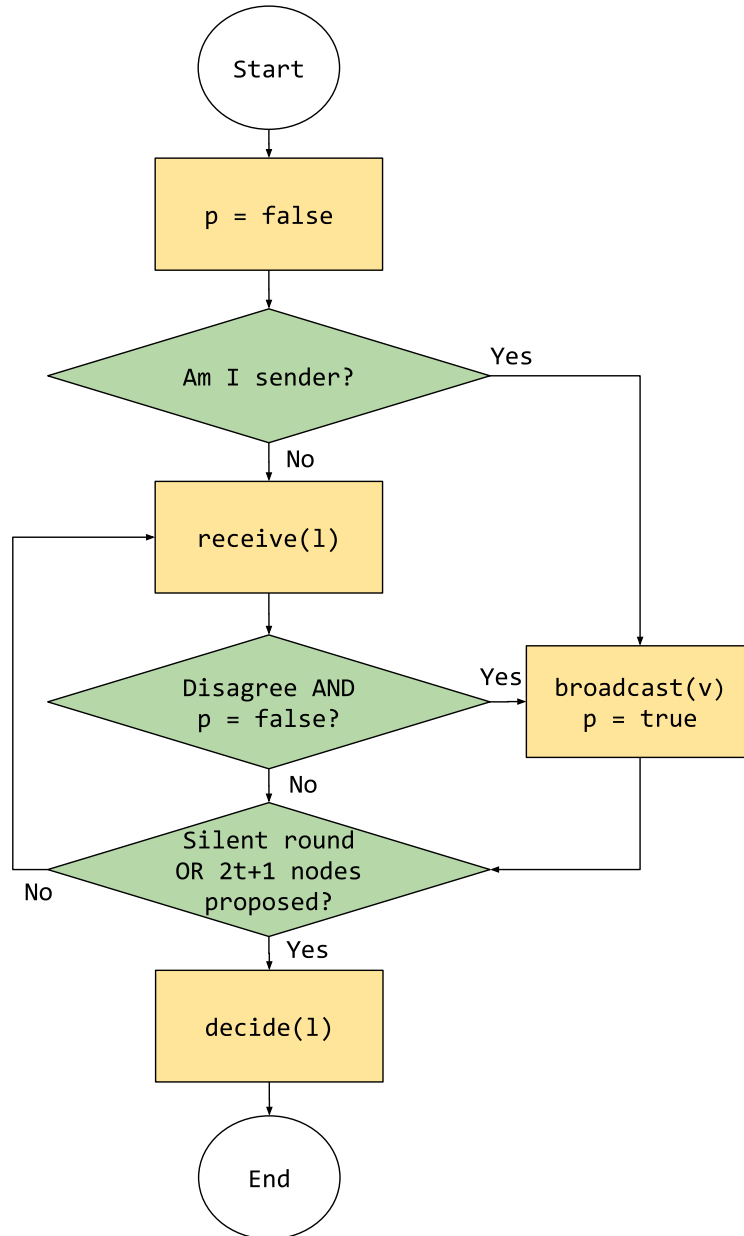 Start
p = false
Am I sender?
Yes
No
receive(l)
Disagree AND
p = false?
Yes
broadcast(v)
p = true
No
Silent round
OR 2t+1 nodes
proposed?
No
Yes
decide(l)
End